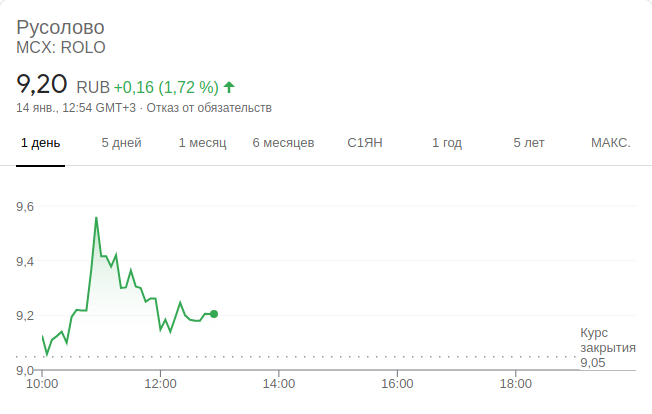 Русолово
MCX: ROLO
9,20 RUB +0,16 (1,72 %)
14 янв., 12:54 GMT+3 · Отказ от обязательств
1 день 5 дней 1 месяц 6 месяцев С1ЯН 1 год 5 лет МАКС.
9,6
9,4
9,2
Курс
закрытия
9,05
9,0
10:00 12:00 14:00 16:00 18:00